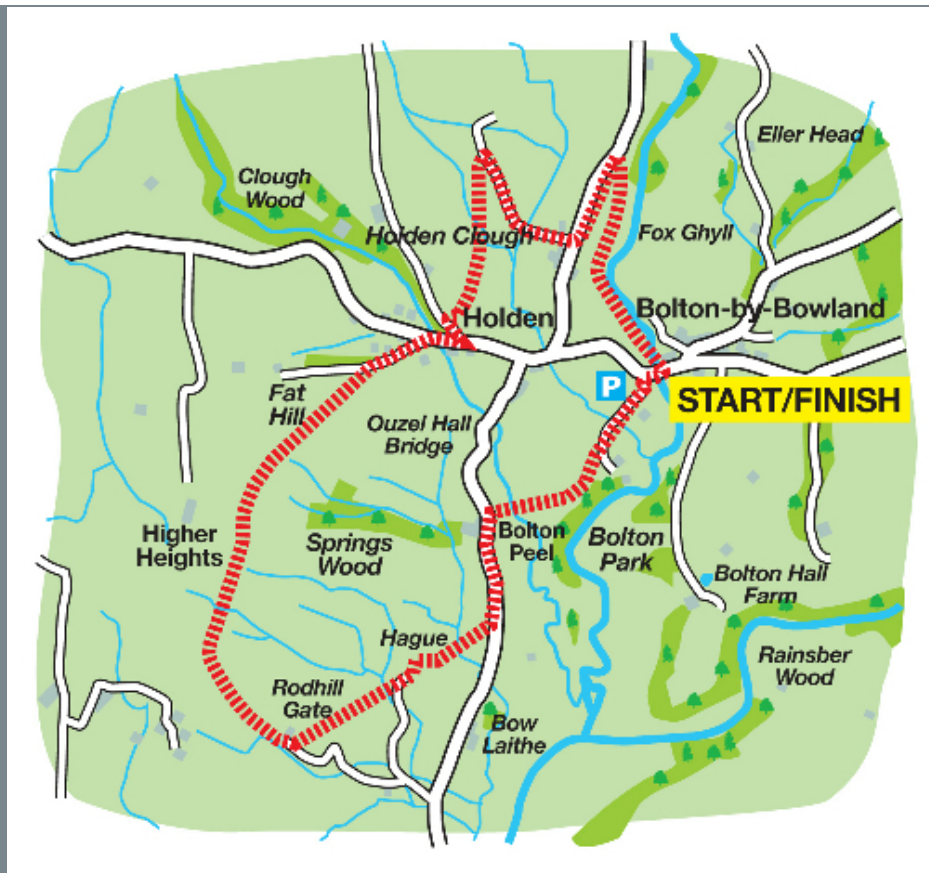 Eller Head
Clough
Wood
Holden Clough
Fox Ghyll
Holden
Bolton-by-Bowland
P
START/FINISH
Fat
Hill
Ouzel Hall
Bridge
Higher
Heights
Springs
Wood
Bolton
Peel
Bolton
Park
Bolton Hall
Farm
Hague
Rainsber
Wood
Rodhill
Gate
Bow
Laithe